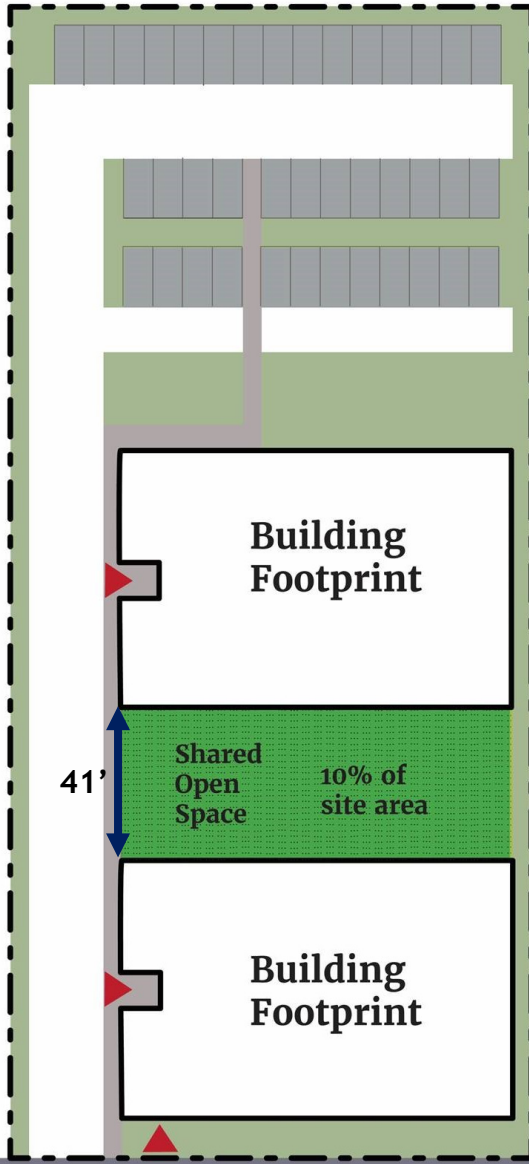 Building
Footprint
41’
Shared
Open
Space
10% of
site area
Building
Footprint